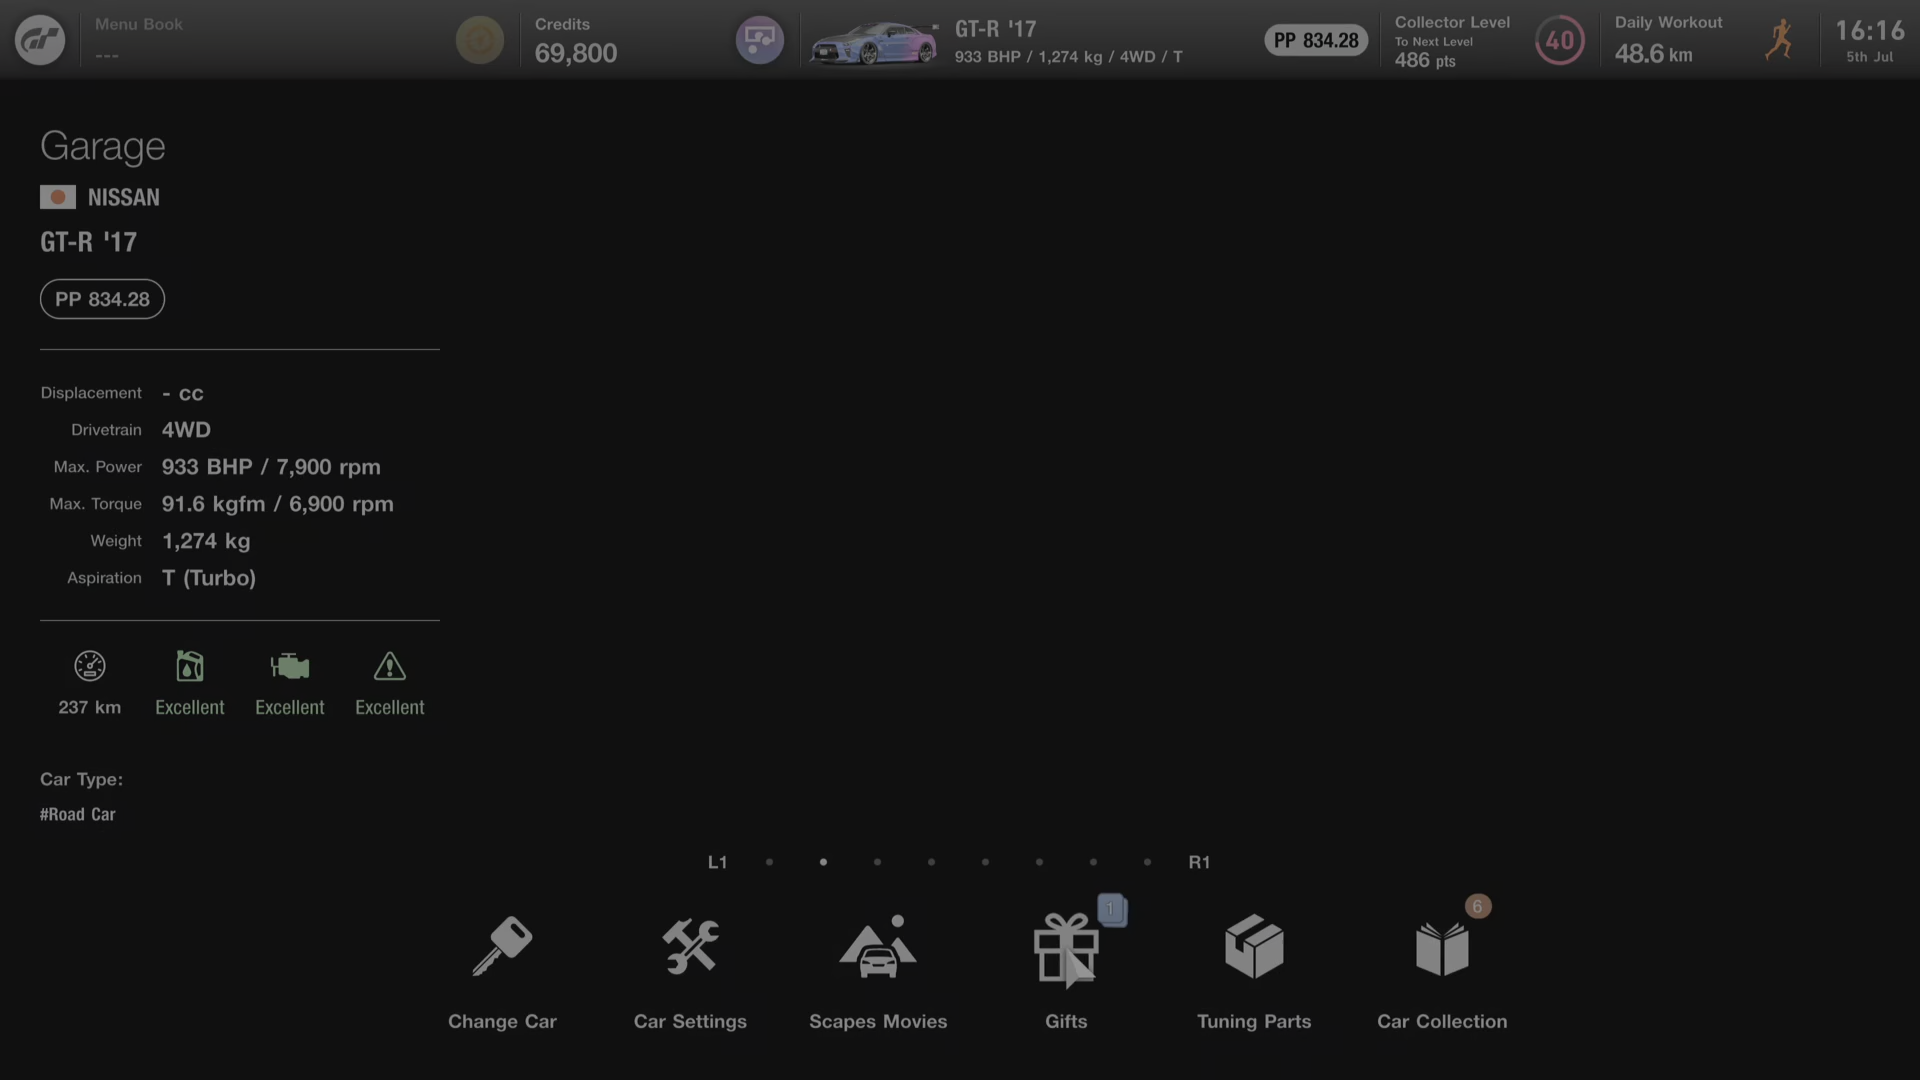 Menu Book
---
Credits
69,800
GT-R '17
933 BHP / 1,274 kg / 4WD / T
PP 834.28
Collector Level
To Next Level
486 pts
40
Daily Workout
48.6 km
16:16
5th Jul
Garage
NISSAN
GT-R '17
PP 834.28
Displacement - cc
Drivetrain 4WD
Max. Power 933 BHP / 7,900 rpm
Max. Torque 91.6 kgfm / 6,900 rpm
Weight 1,274 kg
Aspiration T (Turbo)
237 km Excellent Excellent Excellent
Car Type:
#Road Car
L1 R1
1
6
Change Car Car Settings Scapes Movies Gifts Tuning Parts Car Collection